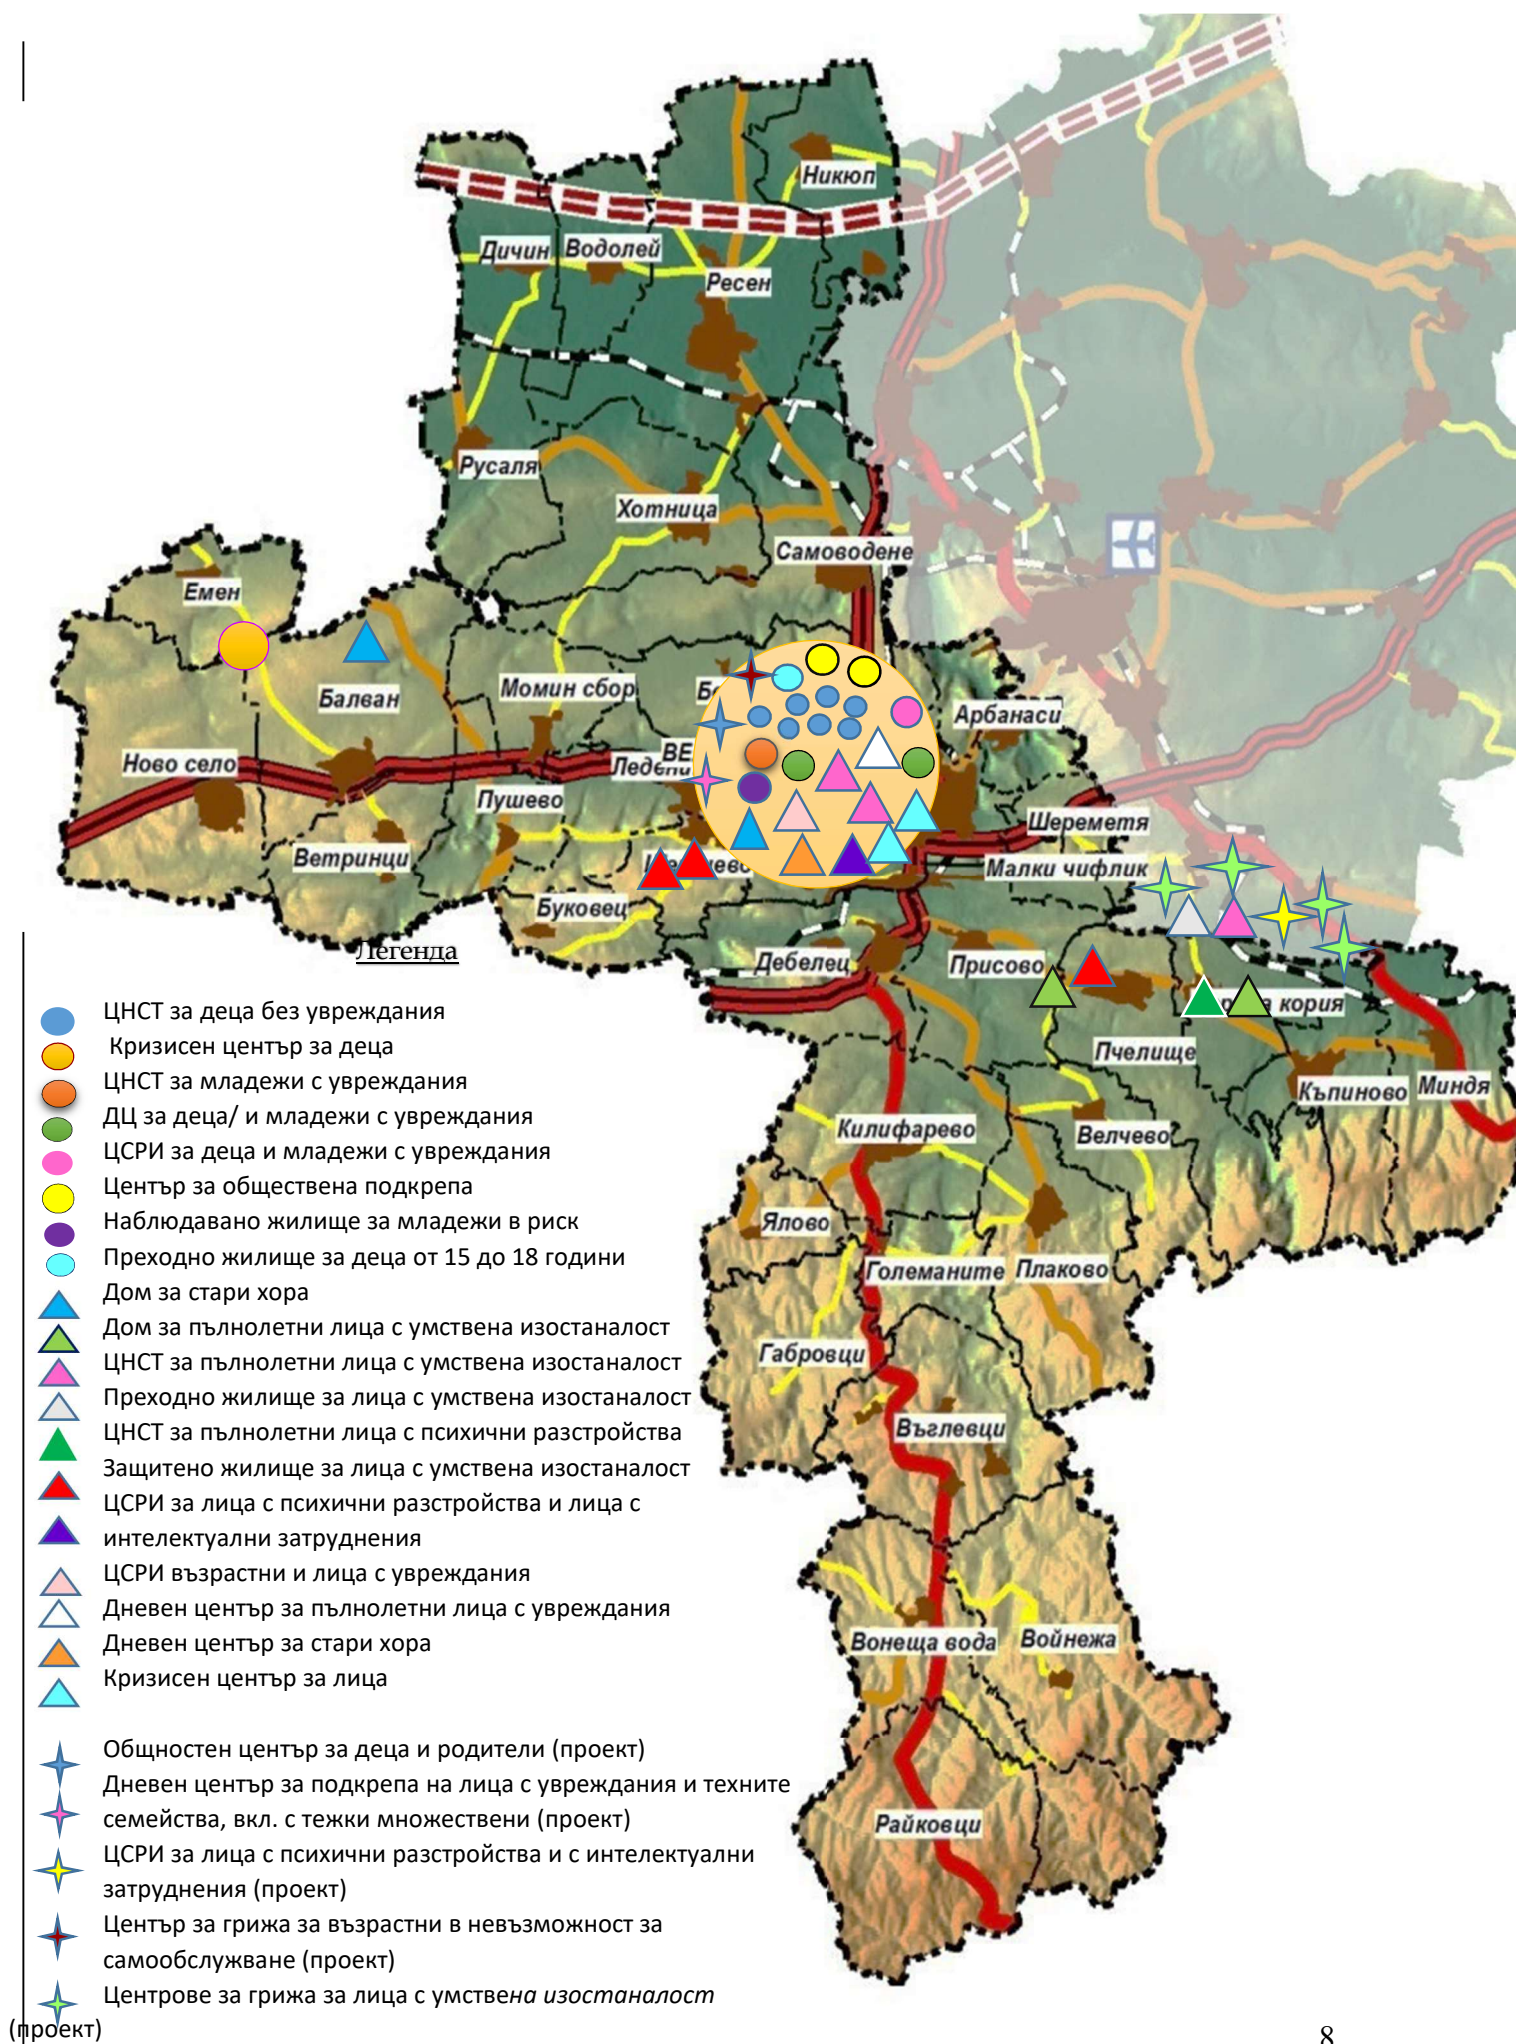 Никюп
Дичин
Водолей
Ресен
Русаля
Хотница
Самоводене
Емен
Балван
Момин сбор
Арбанаси
Ново село
ВЕ
Пушево
Шереметя
Ветринци
Малки чифлик
Буковец
Дебелец
Присово
кория
Пчелище
Къпиново
Миндя
Килифарево
Велчево
Ялово
Големаните
Плаково
Габровци
Въглевци
Вонеща вода
Войнежа
Райковци
Легенда
ЦНСТ за деца без увреждания
Кризисен център за деца
ЦНСТ за младежи с увреждания
ДЦ за деца/ и младежи с увреждания
ЦСРИ за деца и младежи с увреждания
Център за обществена подкрепа
Наблюдавано жилище за младежи в риск
Преходно жилище за деца от 15 до 18 години
Дом за стари хора
Дом за пълнолетни лица с умствена изостаналост
ЦНСТ за пълнолетни лица с умствена изостаналост
Преходно жилище за лица с умствена изостаналост
ЦНСТ за пълнолетни лица с психични разстройства
Защитено жилище за лица с умствена изостаналост
ЦСРИ за лица с психични разстройства и лица с
интелектуални затруднения
ЦСРИ възрастни и лица с увреждания
Дневен център за пълнолетни лица с увреждания
Дневен център за стари хора
Кризисен център за лица
Общностен център за деца и родители (проект)
Дневен център за подкрепа на лица с увреждания и техните
семейства, вкл. с тежки множествени (проект)
ЦСРИ за лица с психични разстройства и с интелектуални
затруднения (проект)
Център за грижа за възрастни в невъзможност за
самообслужване (проект)
Центрове за грижа за лица с умствена изостаналост
(проект)
8